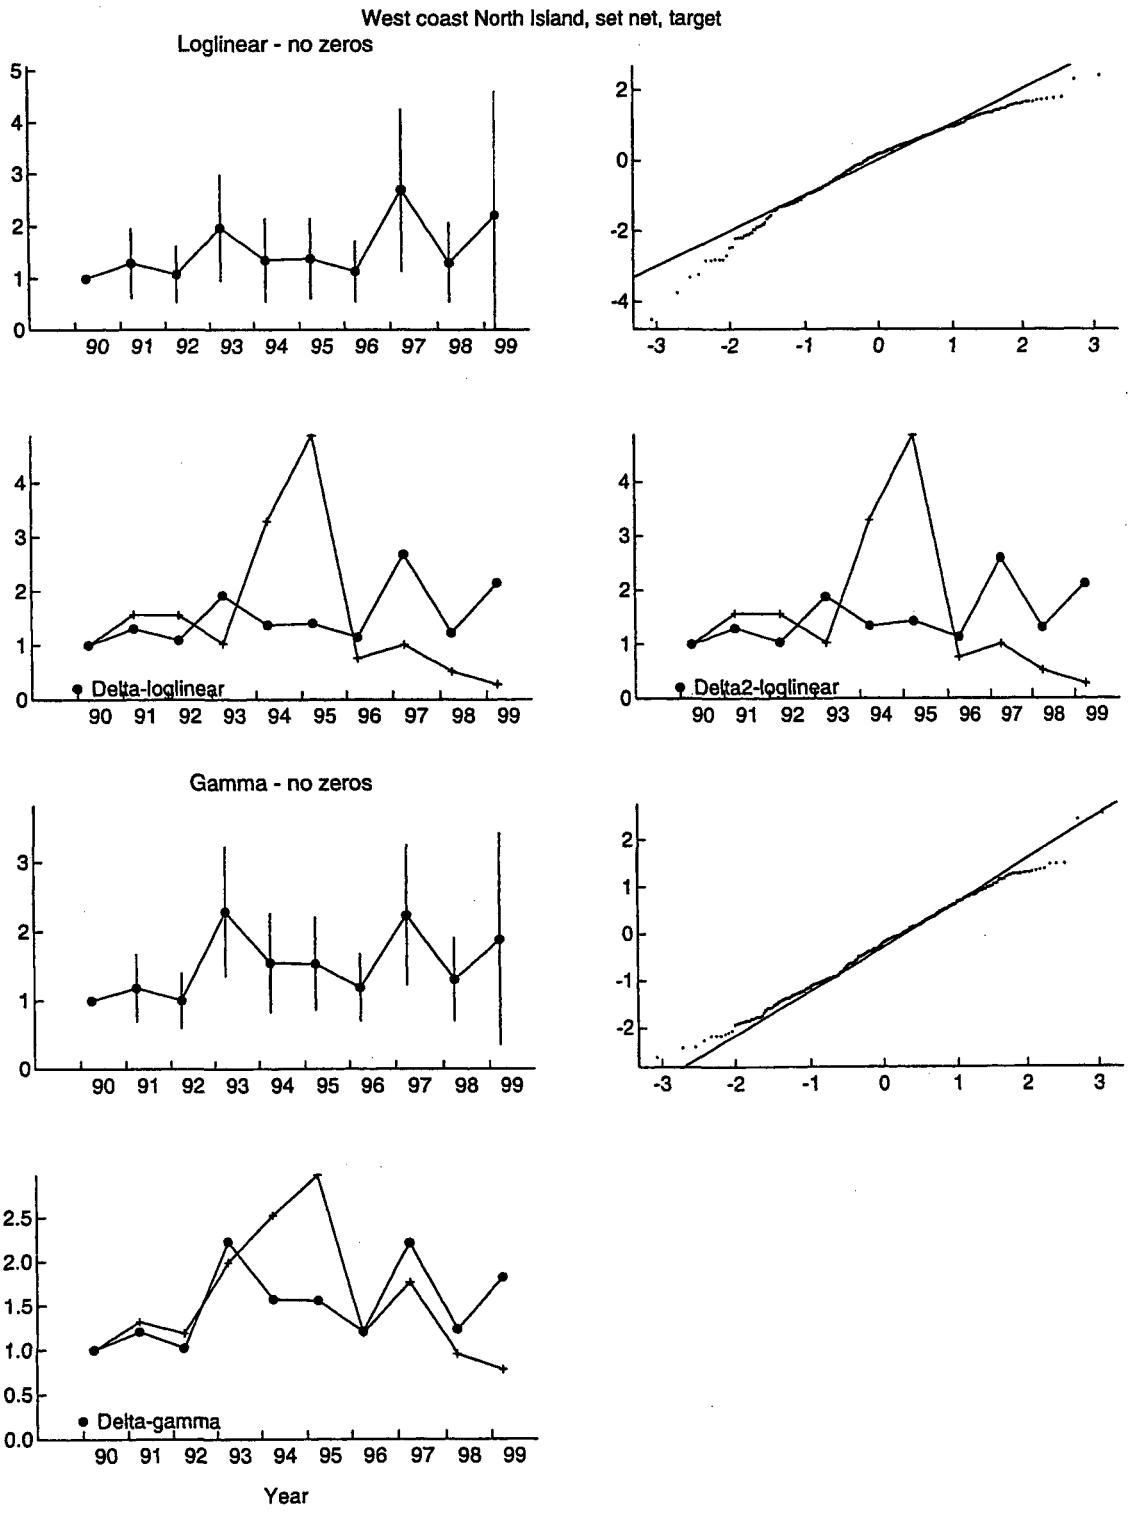 West coast North Island, set net, target
Loglinear - no zeros
5
4
3
2
1
0
90 91 92 93 94 95 96 97 98 99
2
0
-2
-4
-3 -2 -1 0 1 2 3
4
3
2
1
0
Delta-loglinear
90 91 92 93 94 95 96 97 98 99
4
3
2
1
0
Delta2-loglinear
90 91 92 93 94 95 96 97 98 99
Gamma - no zeros
3
2
1
0
90 91 92 93 94 95 96 97 98 99
2
1
0
-1
-2
-3 -2 -1 0 1 2 3
2.5
2.0
1.5
1.0
0.5
0.0
Delta-gamma
90 91 92 93 94 95 96 97 98 99
Year